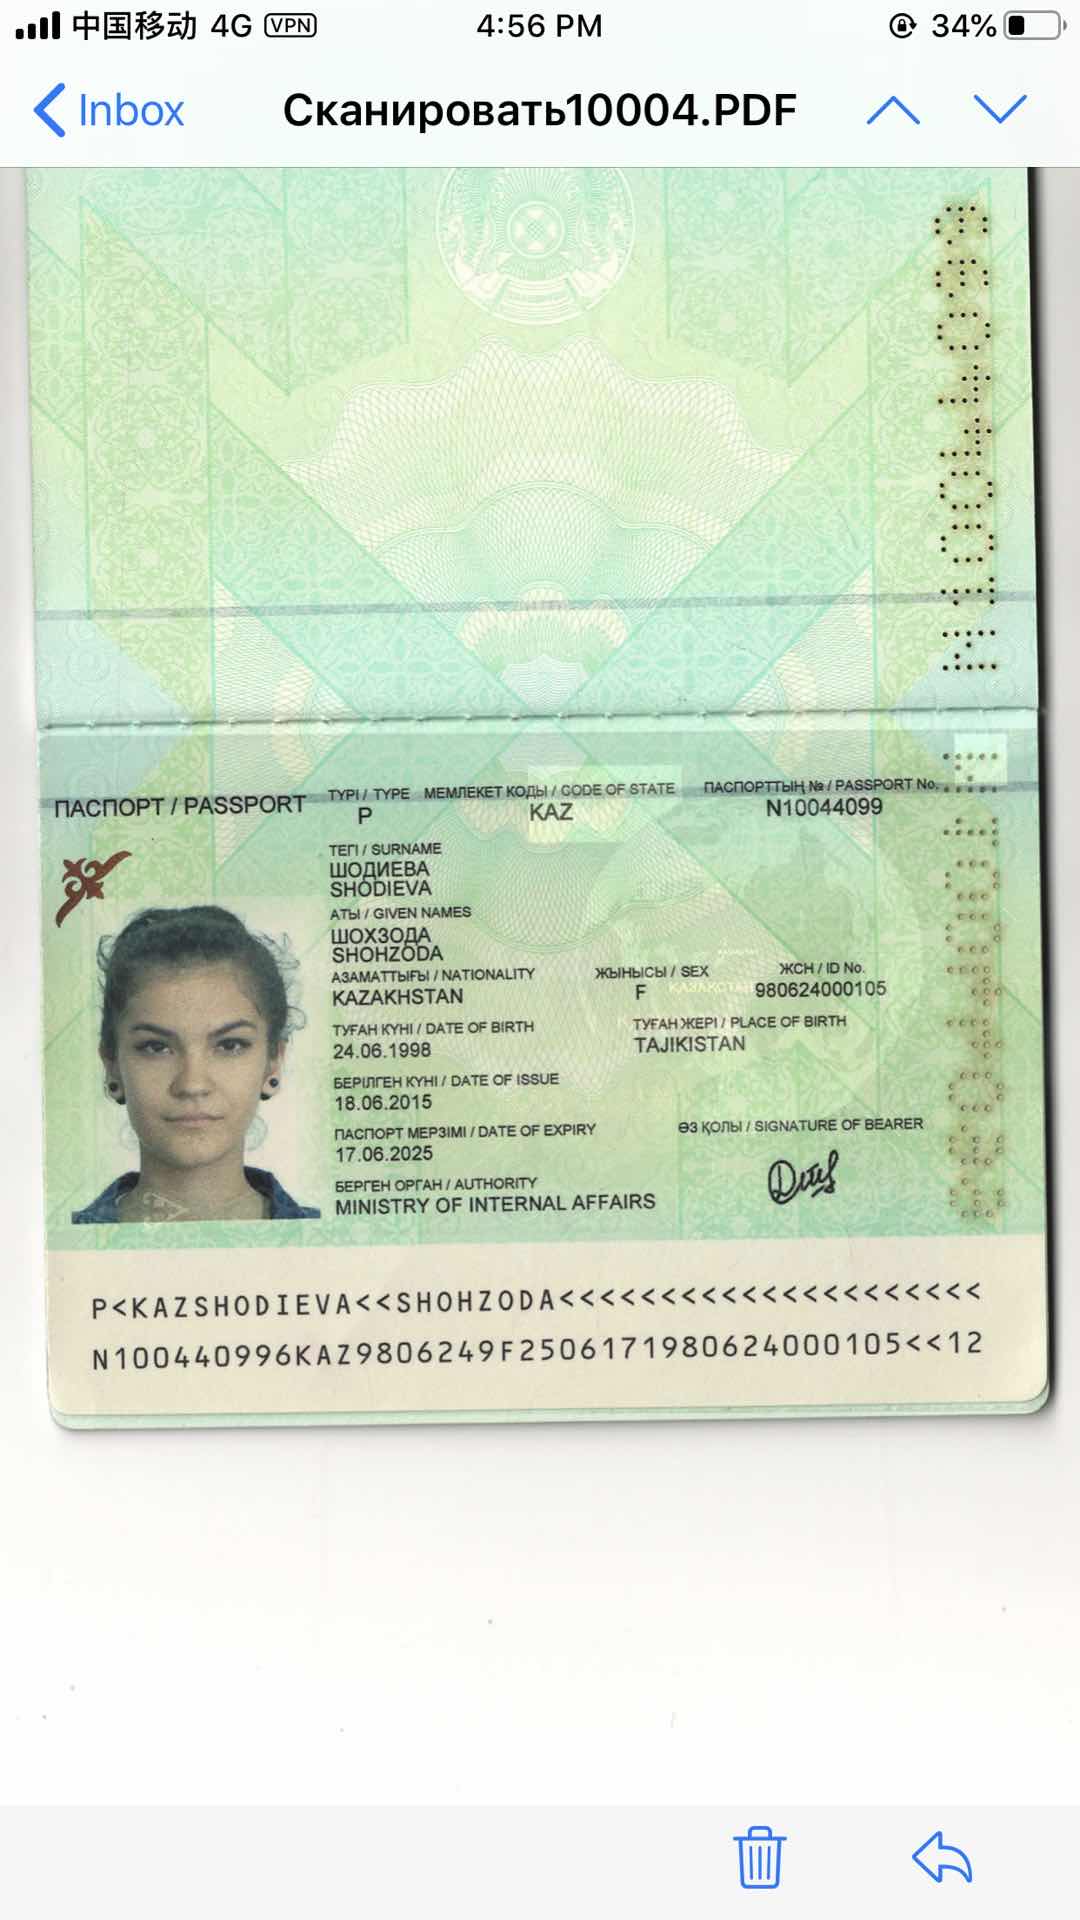 中国移动 4G VPN 4:56 PM 34%
Inbox Сканировать10004.PDF
ПАСПОРТ / PASSPORT
ТҮРІ / TYPE МЕМЛЕКЕТ КОДЫ / CODE OF STATE ПАСПОРТТЫҢ № / PASSPORT No.
P KAZ N10044099
ТЕГІ / SURNAME
ШОДИЕВА
SHODIEVA
АТЫ / GIVEN NAMES
ШОХЗОДА
SHOHZODA
АЗАМАТТЫҒЫ / NATIONALITY ЖЫНЫСЫ / SEX ЖСН / ID No.
KAZAKHSTAN F ҚАЗАҚСТАН 980624000105
ТУҒАН КҮНІ / DATE OF BIRTH ТУҒАН ЖЕРІ / PLACE OF BIRTH
24.06.1998 TAJIKISTAN
БЕРІЛГЕН КҮНІ / DATE OF ISSUE
18.06.2015
ПАСПОРТ МЕРЗІМІ / DATE OF EXPIRY ӨЗ ҚОЛЫ / SIGNATURE OF BEARER
17.06.2025
БЕРГЕН ОРГАН / AUTHORITY
MINISTRY OF INTERNAL AFFAIRS
P<KAZSHODIEVA<<SHOHZODA<<<<<<<<<<<<<<<<<<<<<
N100440996KAZ9806249F2506171980624000105<<12
N10044099